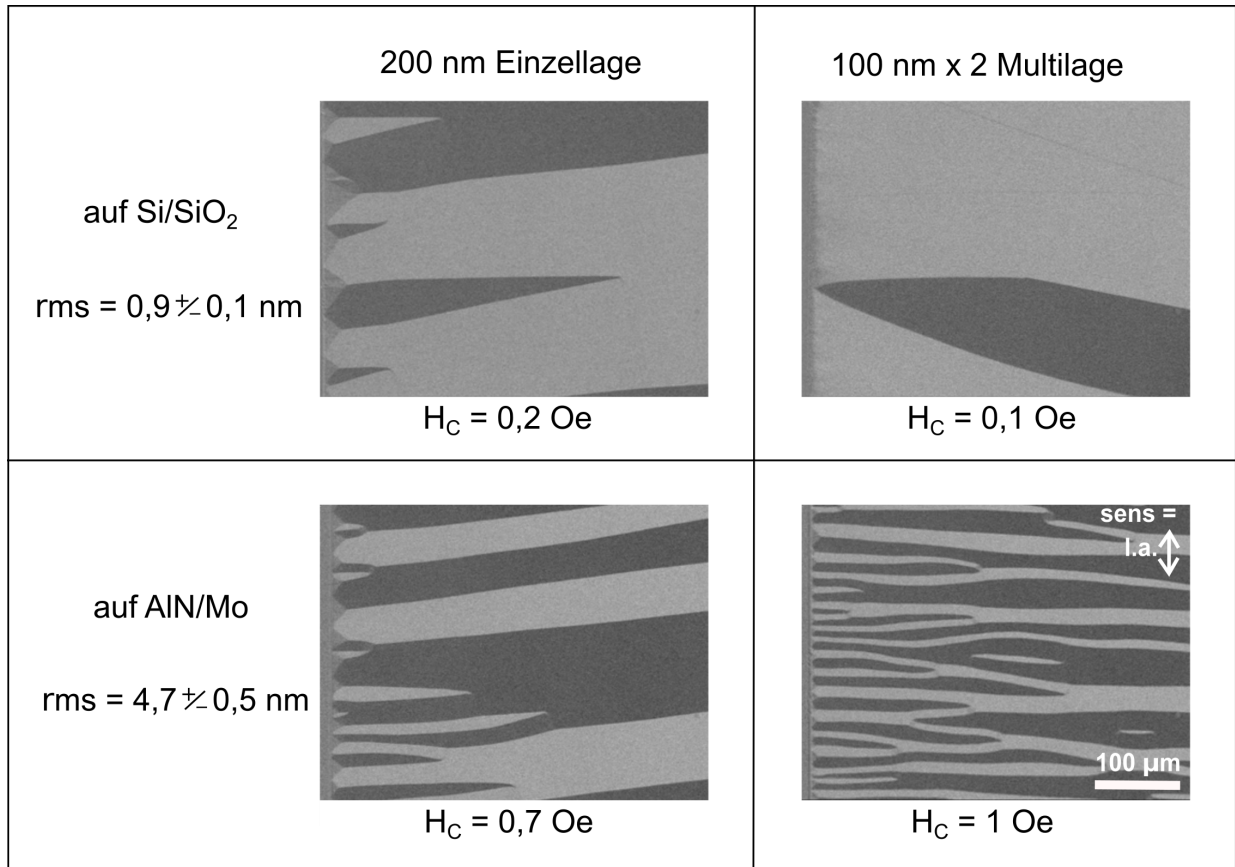 200 nm Einzellage
100 nm x 2 Multilage
auf Si/SiO₂
rms = 0,9 +/- 0,1 nm
H_C = 0,2 Oe
H_C = 0,1 Oe
auf AlN/Mo
rms = 4,7 +/- 0,5 nm
sens =
l.a.
100 µm
H_C = 0,7 Oe
H_C = 1 Oe